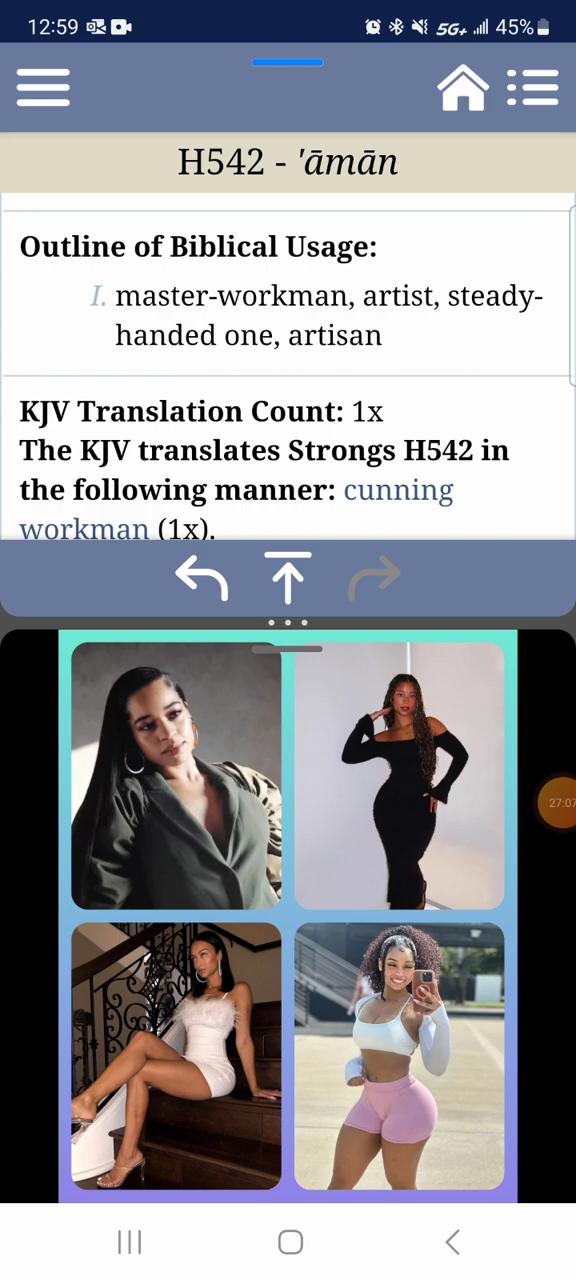 12:59
5G+
45%
H542 - 'āmān
Outline of Biblical Usage:
I. master-workman, artist, steady-
handed one, artisan
KJV Translation Count: 1x
The KJV translates Strongs H542 in
the following manner: cunning
workman (1x).
27:07